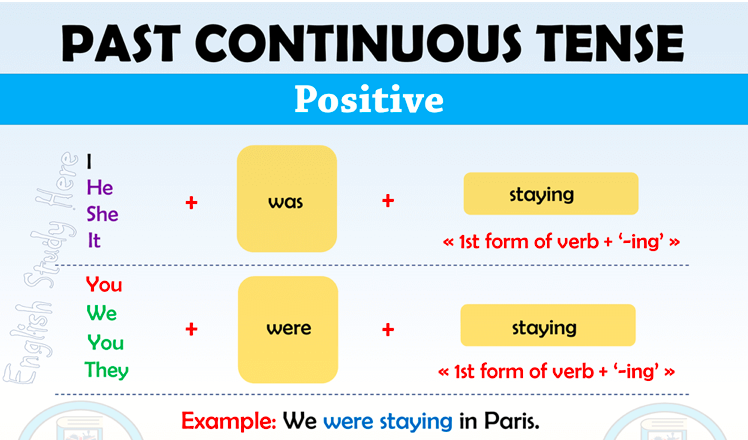 PAST CONTINUOUS TENSE
Positive
English Study Here
I
He
She
It
+
was
+
staying
« 1st form of verb + ‘-ing’ »
You
We
You
They
+
were
+
staying
« 1st form of verb + ‘-ing’ »
Example: We were staying in Paris.